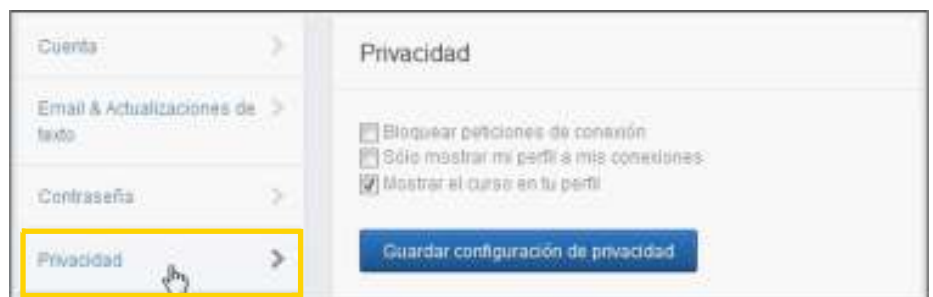 Cuenta
Email & Actualizaciones de
texto
Contraseña
Privacidad
Privacidad
Bloquear peticiones de conexión
Sólo mostrar mi perfil a mis conexiones
Mostrar el curso en tu perfil
Guardar configuración de privacidad